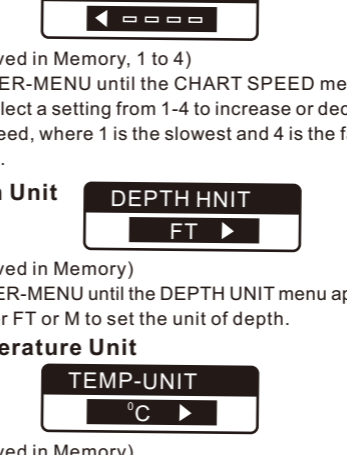 ved in Memory, 1 to 4)
ER-MENU until the CHART SPEED me
lect a setting from 1-4 to increase or dec
eed, where 1 is the slowest and 4 is the fa
.
Unit
DEPTH HNIT
FT ▶
ved in Memory)
ER-MENU until the DEPTH UNIT menu ap
r FT or M to set the unit of depth.
erature Unit
TEMP-UNIT
°C ▶
ved in Memory)